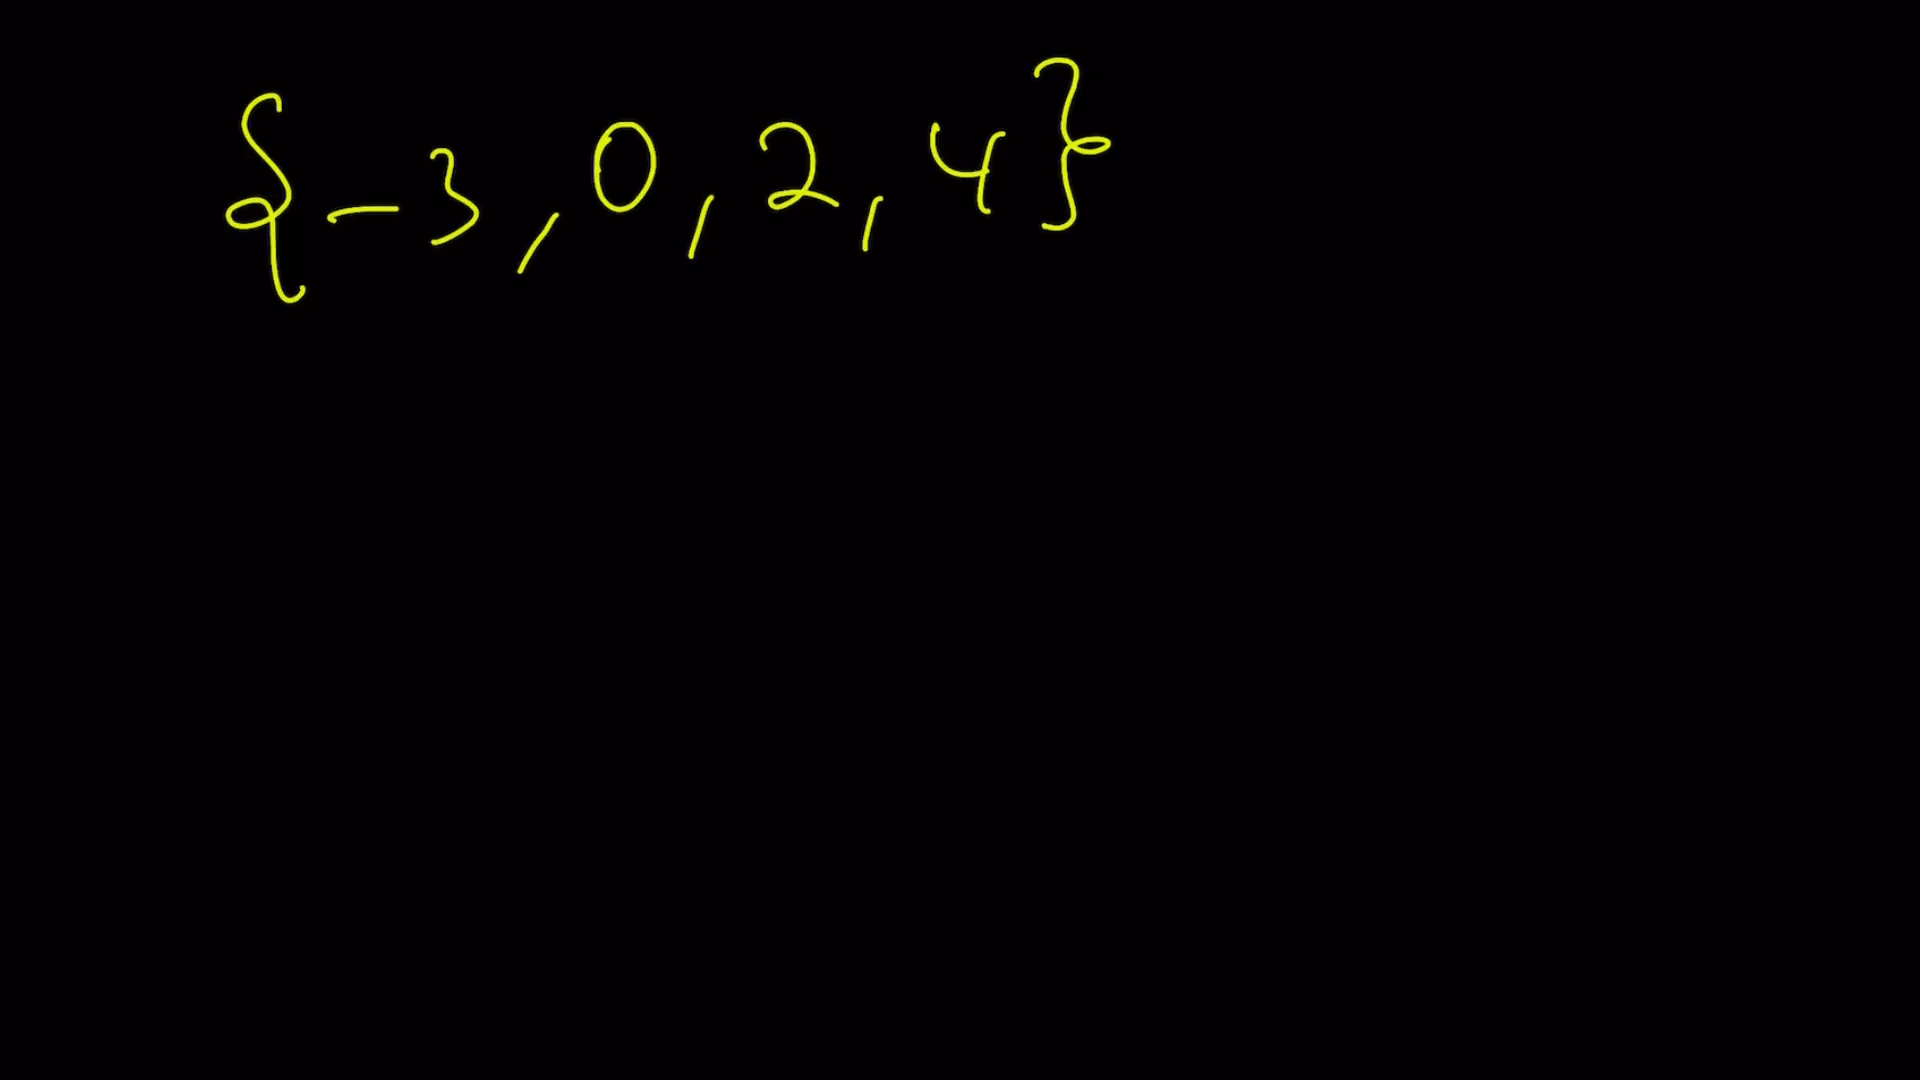 {-3, 0, 2, 4}